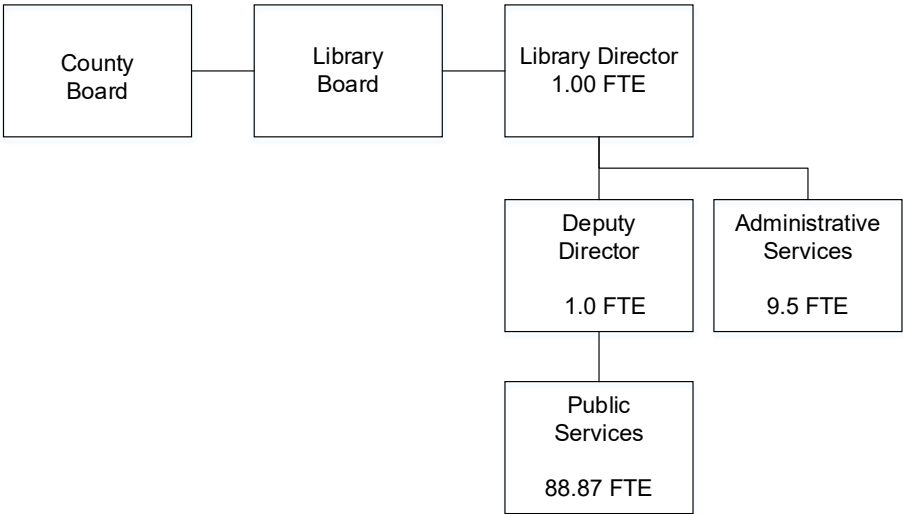 County
Board
Library
Board
Library Director
1.00 FTE
Deputy
Director
1.0 FTE
Administrative
Services
9.5 FTE
Public
Services
88.87 FTE